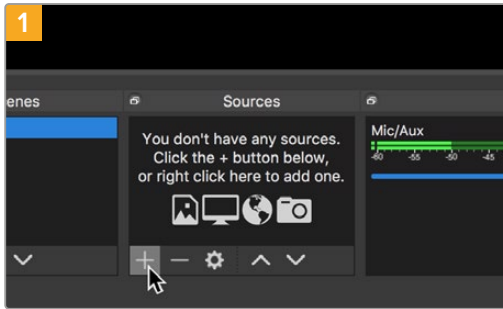 1
enes
Sources
You don't have any sources.
Click the + button below,
or right click here to add one.
Mic/Aux
-60 -55 -50 -45